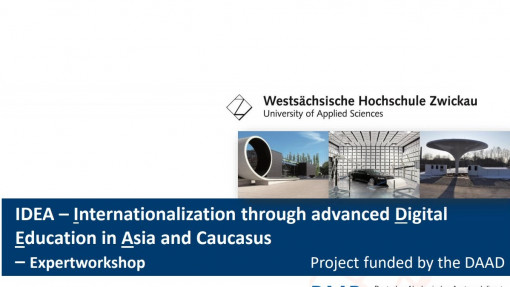 Westsächsische Hochschule Zwickau
University of Applied Sciences
IDEA – Internationalization through advanced Digital
Education in Asia and Caucasus
– Expertworkshop
Project funded by the DAAD